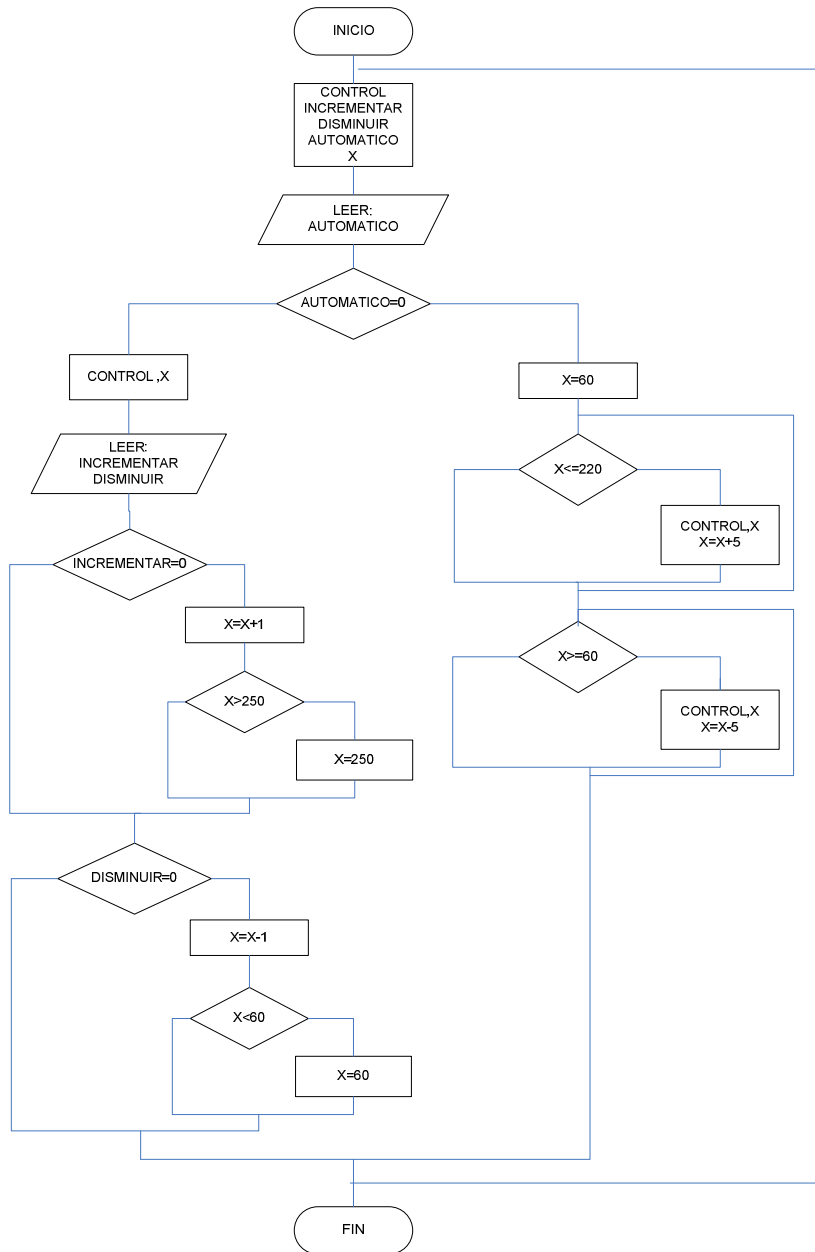 INICIO
CONTROL
INCREMENTAR
DISMINUIR
AUTOMATICO
X
LEER:
AUTOMATICO
AUTOMATICO=0
CONTROL ,X
LEER:
INCREMENTAR
DISMINUIR
INCREMENTAR=0
X=X+1
X>250
X=250
DISMINUIR=0
X=X-1
X<60
X=60
X=60
X<=220
CONTROL,X
X=X+5
X>=60
CONTROL,X
X=X-5
FIN